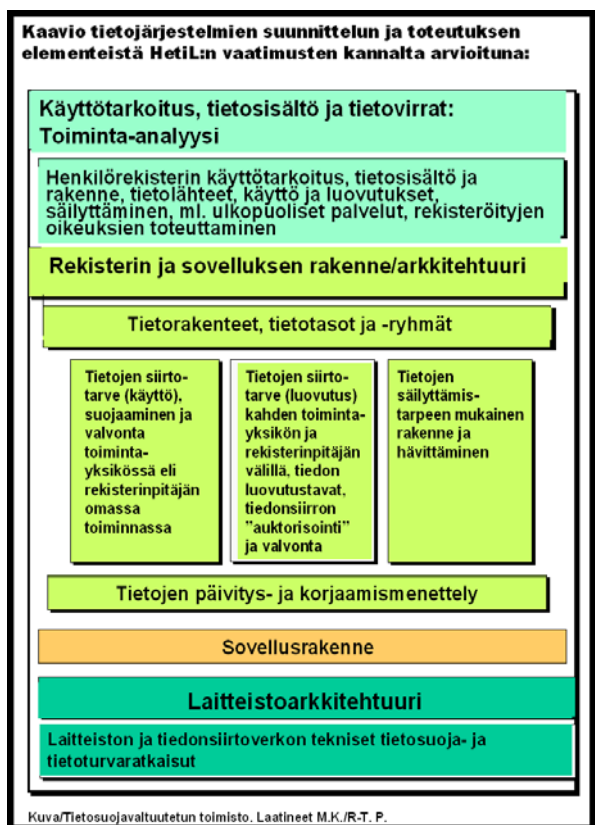 Kaavio tietojärjestelmien suunnittelun ja toteutuksen
elementeistä HetiL:n vaatimusten kannalta arvioituna:
Käyttötarkoitus, tietosisältö ja tietovirrat:
Toiminta-analyysi
Henkilörekisterin käyttötarkoitus, tietosisältö ja
rakenne, tietolähteet, käyttö ja luovutukset,
säilyttäminen, ml. ulkopuoliset palvelut, rekisteröityjen
oikeuksien toteuttaminen
Rekisterin ja sovelluksen rakenne/arkkitehtuuri
Tietorakenteet, tietotasot ja -ryhmät
Tietojen siirto-
tarve (käyttö),
suojaaminen ja
valvonta
toiminta-
yksikössä eli
rekisterinpitäjän
omassa
toiminnassa
Tietojen siirto-
tarve (luovutus)
kahden toiminta-
yksikön ja
rekisterinpitäjän
välillä, tiedon
luovutustavat,
tiedonsiirron
"auktorisointi"
ja valvonta
Tietojen
säilyttämis-
tarpeen mukainen
rakenne ja
hävittäminen
Tietojen päivitys- ja korjaamismenettely
Sovellusrakenne
Laitteistoarkkitehtuuri
Laitteiston ja tiedonsiirtoverkon tekniset tietosuoja- ja
tietoturvaratkaisut
Kuva/Tietosuojavaltuutetun toimisto. Laatineet M.K./R-T. P.